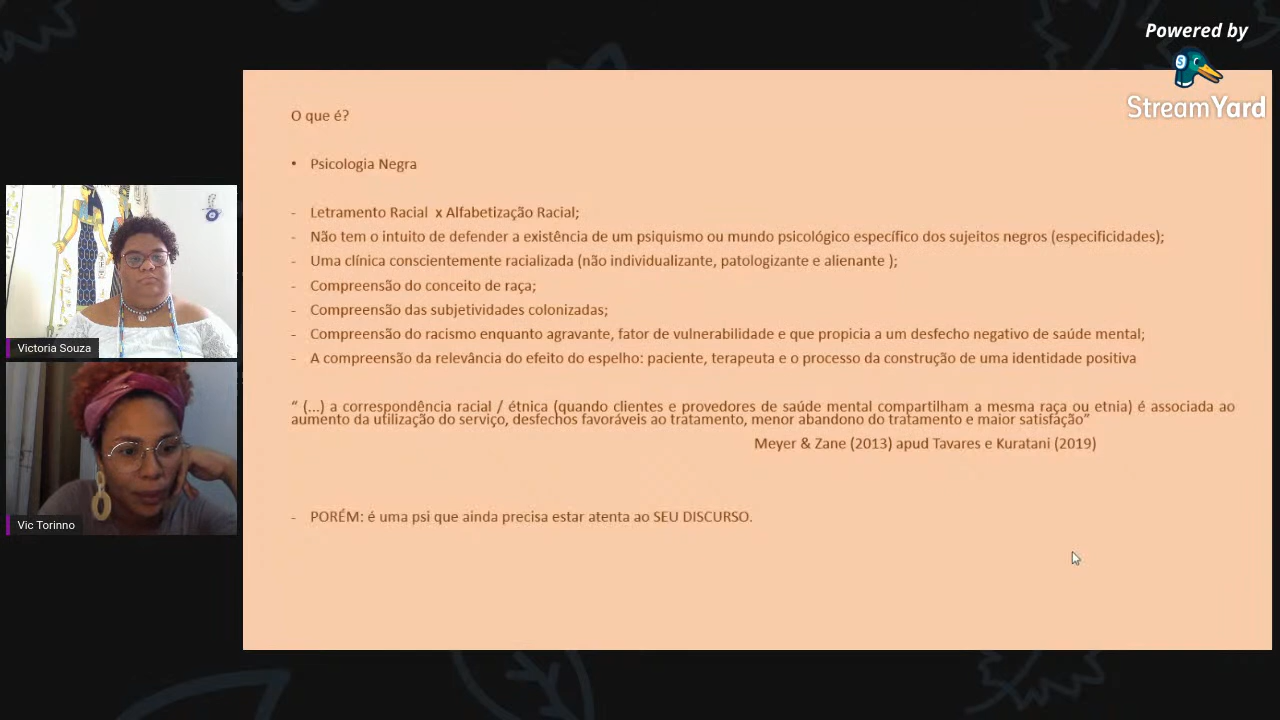 Powered by
StreamYard
O que é?
• Psicologia Negra
- Letramento Racial x Alfabetização Racial;
- Não tem o intuito de defender a existência de um psiquismo ou mundo psicológico específico dos sujeitos negros (especificidades);
- Uma clínica conscientemente racializada (não individualizante, patologizante e alienante );
- Compreensão do conceito de raça;
- Compreensão das subjetividades colonizadas;
- Compreensão do racismo enquanto agravante, fator de vulnerabilidade e que propicia a um desfecho negativo de saúde mental;
- A compreensão da relevância do efeito do espelho: paciente, terapeuta e o processo da construção de uma identidade positiva
“ (...) a correspondência racial / étnica (quando clientes e provedores de saúde mental compartilham a mesma raça ou etnia) é associada ao
aumento da utilização do serviço, desfechos favoráveis ao tratamento, menor abandono do tratamento e maior satisfação”
Meyer & Zane (2013) apud Tavares e Kuratani (2019)
- PORÉM: é uma psi que ainda precisa estar atenta ao SEU DISCURSO.
Victoria Souza
Vic Torinno